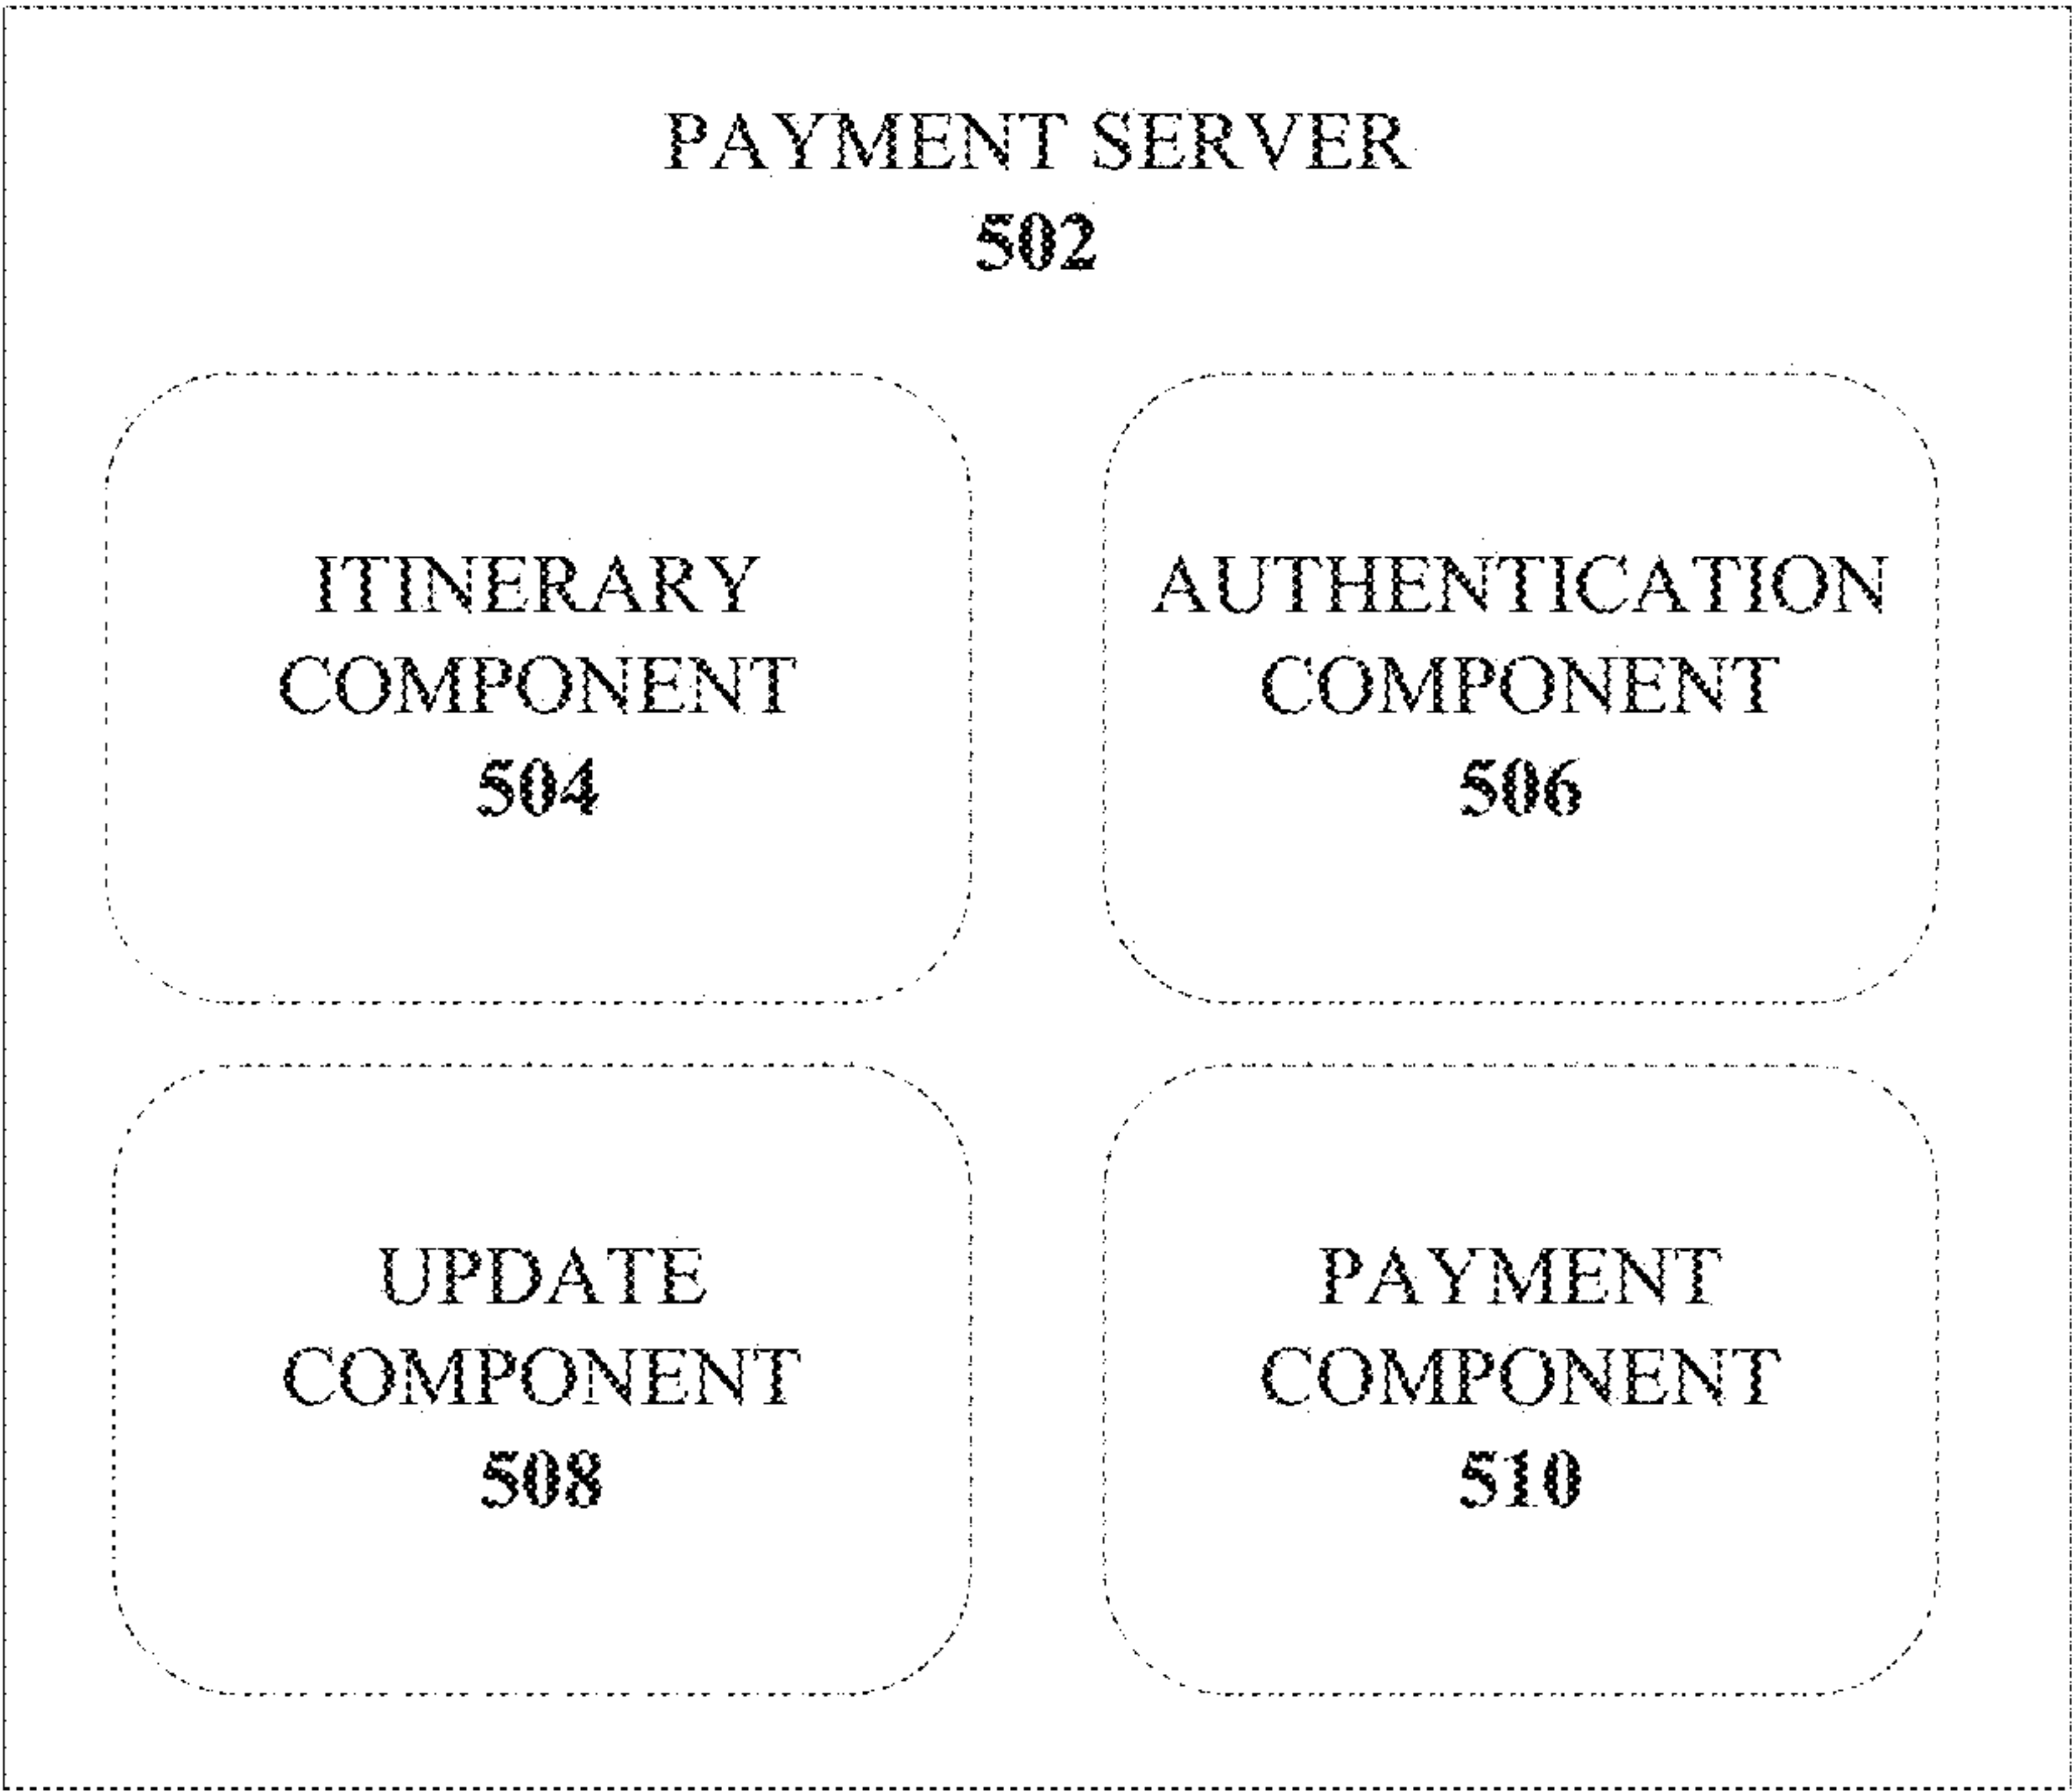 PAYMENT SERVER
502
ITINERARY
COMPONENT
504
AUTHENTICATION
COMPONENT
506
UPDATE
COMPONENT
508
PAYMENT
COMPONENT
510